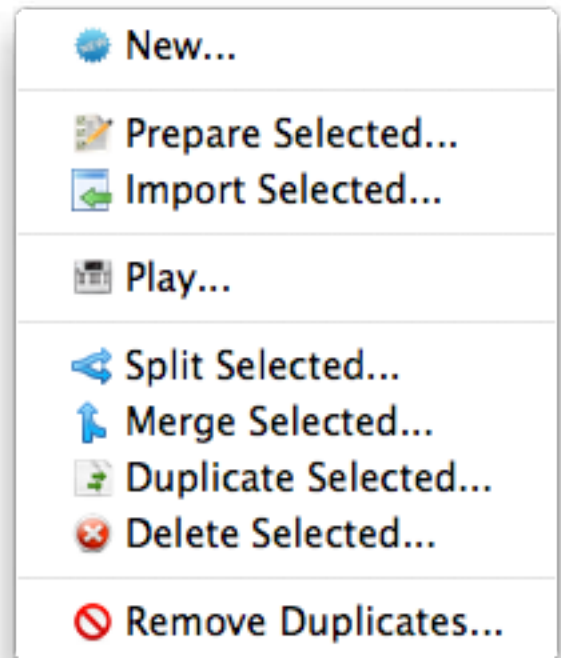 New...
Prepare Selected...
Import Selected...
Play...
Split Selected...
Merge Selected...
Duplicate Selected...
Delete Selected...
Remove Duplicates...